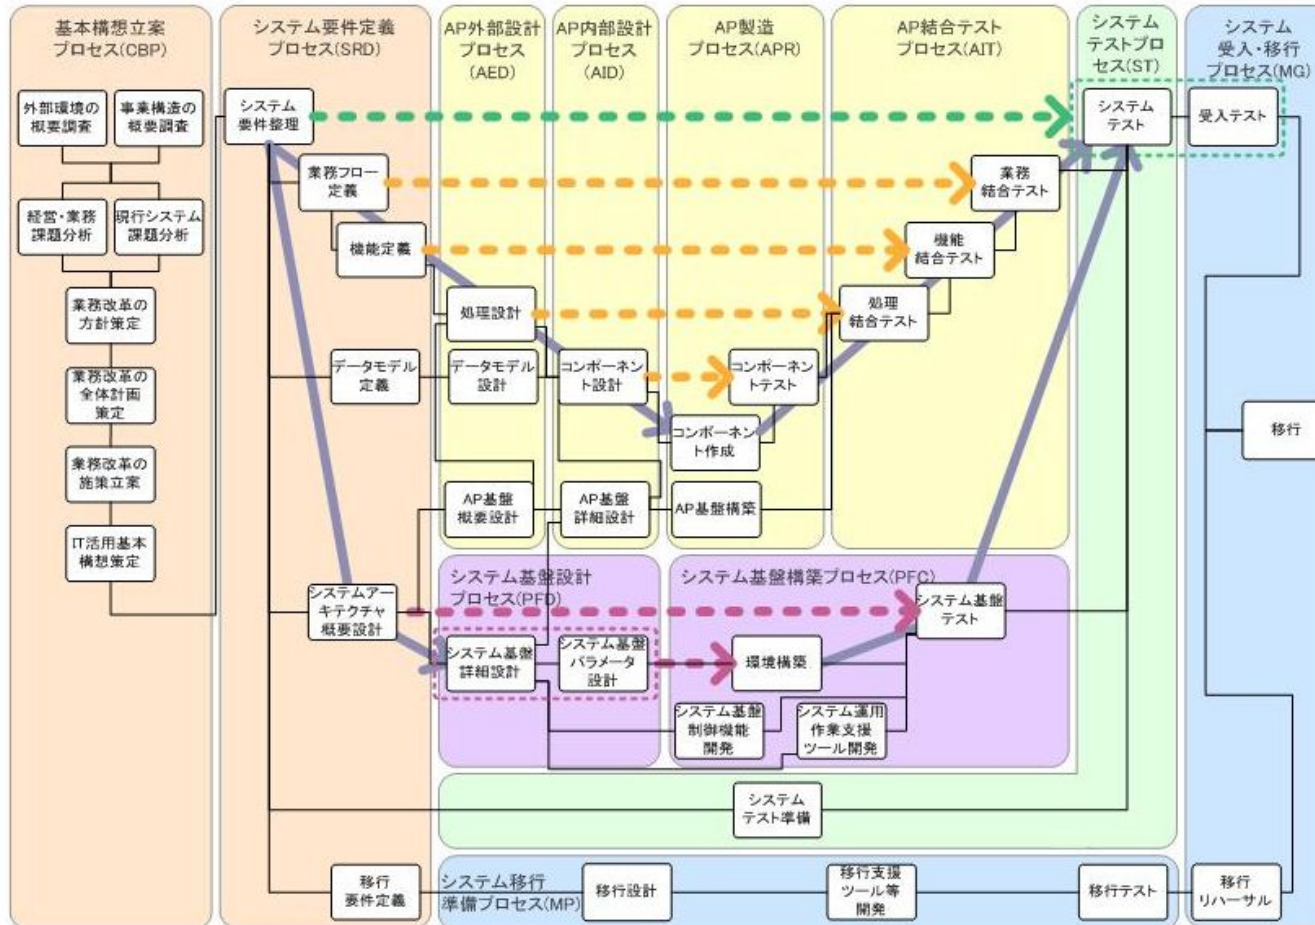 基本構想立案
プロセス(CBP)
外部環境の
概要調査
事業構造の
概要調査
経営・業務
課題分析
現行システム
課題分析
業務改革の
方針策定
業務改革の
全体計画
策定
業務改革の
施策立案
IT活用基本
構想策定
システム要件定義
プロセス(SRD)
システム
要件整理
業務フロー
定義
機能定義
データモデル
定義
システムアー
キテクチャ
概要設計
移行
要件定義
AP外部設計
プロセス
(AED)
処理設計
データモデル
設計
AP基盤
概要設計
AP内部設計
プロセス
(AID)
コンポーネン
ト設計
AP基盤
詳細設計
AP製造
プロセス(APR)
コンポーネン
トテスト
コンポーネン
ト作成
AP基盤構築
AP結合テスト
プロセス(AIT)
業務
結合テスト
機能
結合テスト
処理
結合テスト
システム基盤設計
プロセス(PFD)
システム基盤
詳細設計
システム基盤
パラメータ
設計
システム基盤構築プロセス(PFC)
システム基盤
テスト
環境構築
システム基盤
制御機能
開発
システム運用
作業支援
ツール開発
システム
テストプロ
セス(ST)
システム
テスト
システム
テスト準備
システム移行
準備プロセス(MP)
移行設計
移行支援
ツール等
開発
移行テスト
システム
受入・移行
プロセス(MG)
受入テスト
移行
移行
リハーサル